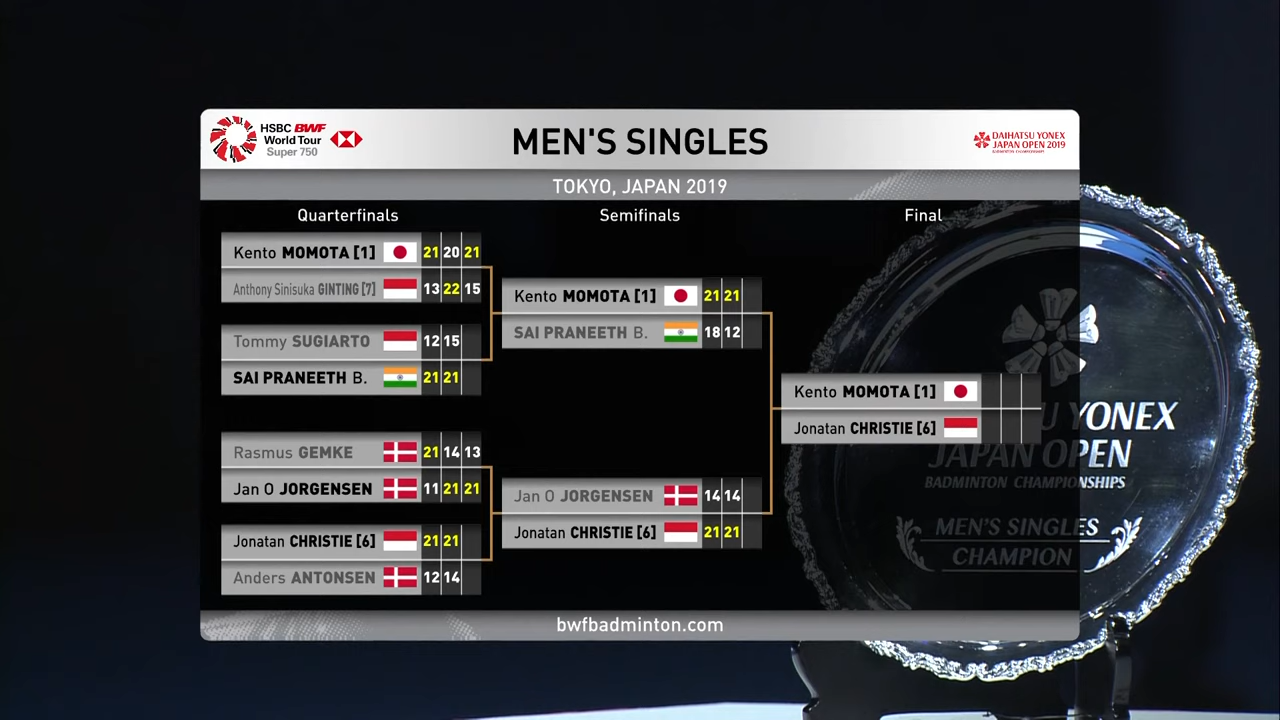 HSBC BWF
World Tour
Super 750
MEN'S SINGLES
DAIHATSU YONEX
JAPAN OPEN 2019
BADMINTON CHAMPIONSHIPS
TOKYO, JAPAN 2019
Quarterfinals
Semifinals
Final
Kento MOMOTA [1] 21 20 21
Anthony Sinisuka GINTING [7] 13 22 15
Tommy SUGIARTO 12 15
SAI PRANEETH B. 21 21
Rasmus GEMKE 21 14 13
Jan O JORGENSEN 11 21 21
Jonatan CHRISTIE [6] 21 21
Anders ANTONSEN 12 14
Kento MOMOTA [1] 21 21
SAI PRANEETH B. 18 12
Jan O JORGENSEN 14 14
Jonatan CHRISTIE [6] 21 21
Kento MOMOTA [1]
Jonatan CHRISTIE [6]
YONEX
JAPAN OPEN
BADMINTON CHAMPIONSHIPS
MEN'S SINGLES
CHAMPION
bwfbadminton.com